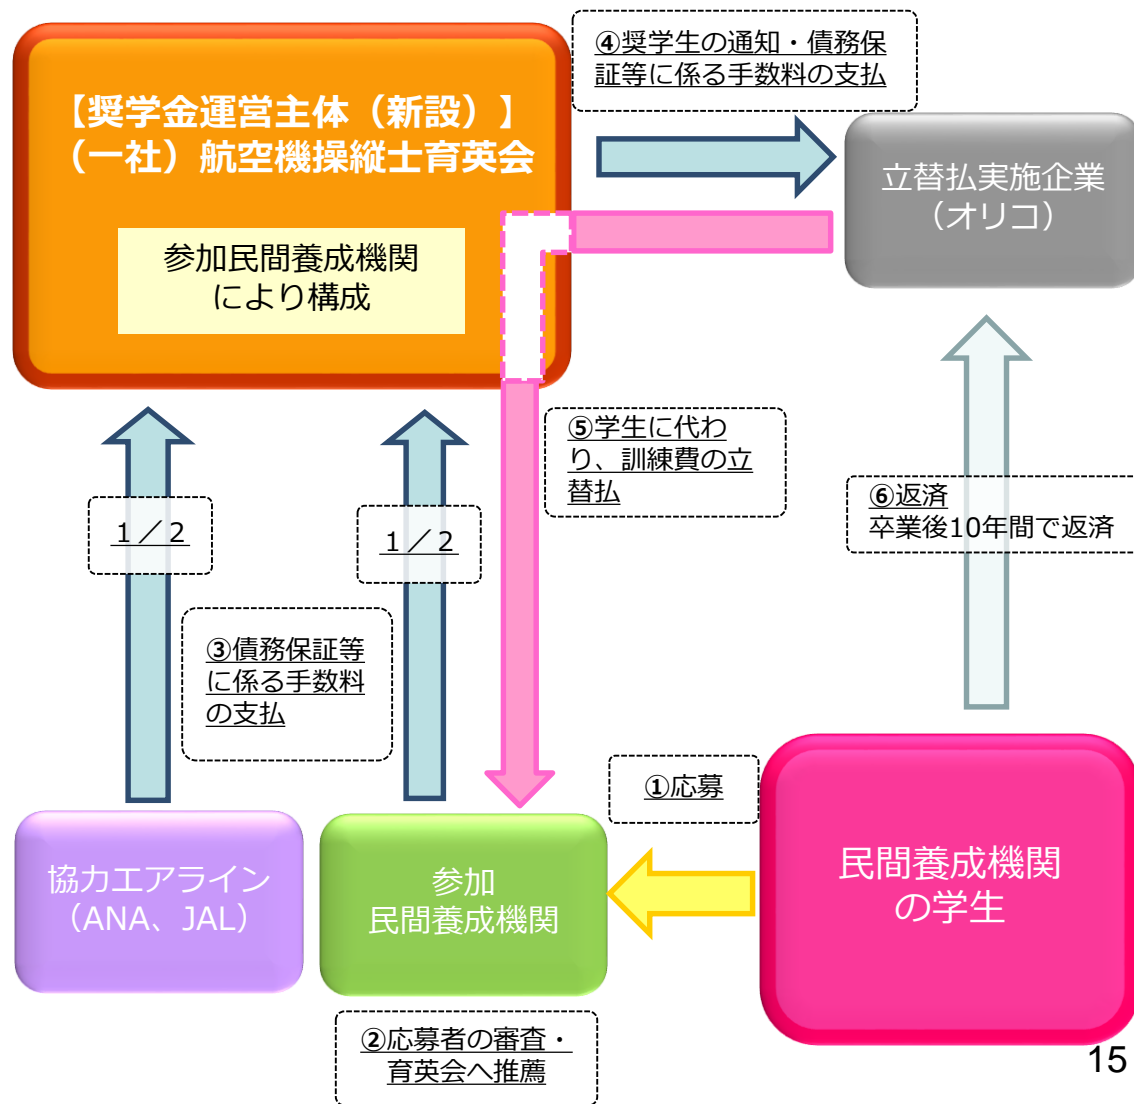 ④奨学生の通知・債務保
証等に係る手数料の支払
【奨学金運営主体（新設）】
（一社）航空機操縦士育英会
参加民間養成機関
により構成
立替払実施企業
（オリコ）
⑤学生に代わ
り、訓練費の立
替払
⑥返済
卒業後10年間で返済
１／２
１／２
③債務保証等
に係る手数料
の支払
①応募
協力エアライン
（ANA、JAL）
参加
民間養成機関
民間養成機関
の学生
②応募者の審査・
育英会へ推薦
15